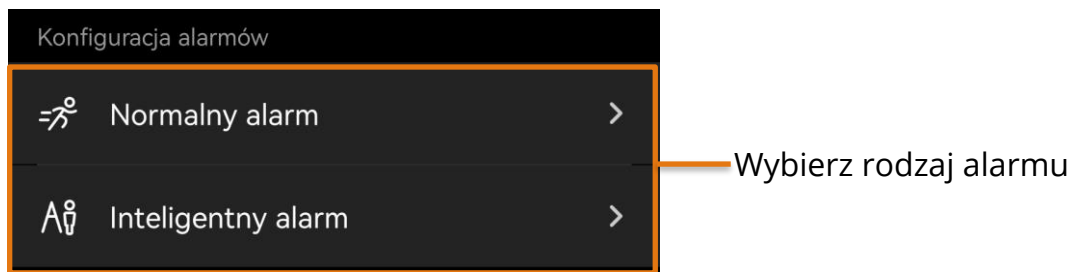 Konfiguracja alarmów
Normalny alarm
Wybierz rodzaj alarmu
Inteligentny alarm